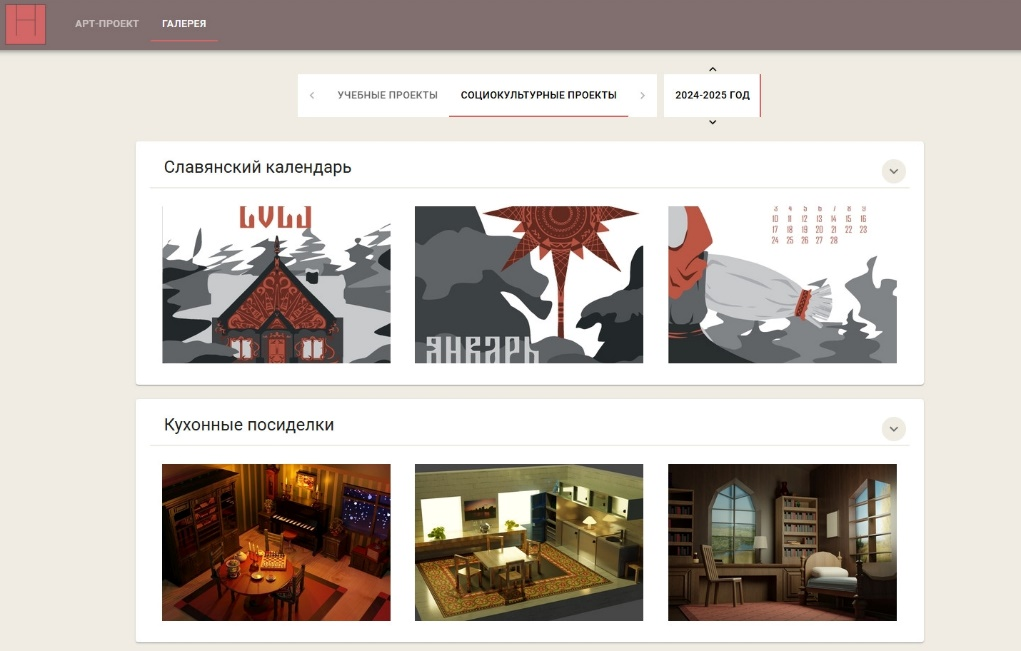 АРТ-ПРОЕКТ ГАЛЕРЕЯ
УЧЕБНЫЕ ПРОЕКТЫ СОЦИОКУЛЬТУРНЫЕ ПРОЕКТЫ 2024-2025 ГОД
Славянский календарь
ЯНВАРЬ
3 4 5 6 7 8 9
10 11 12 13 14 15 16
17 18 19 20 21 22 23
24 25 26 27 28
Кухонные посиделки